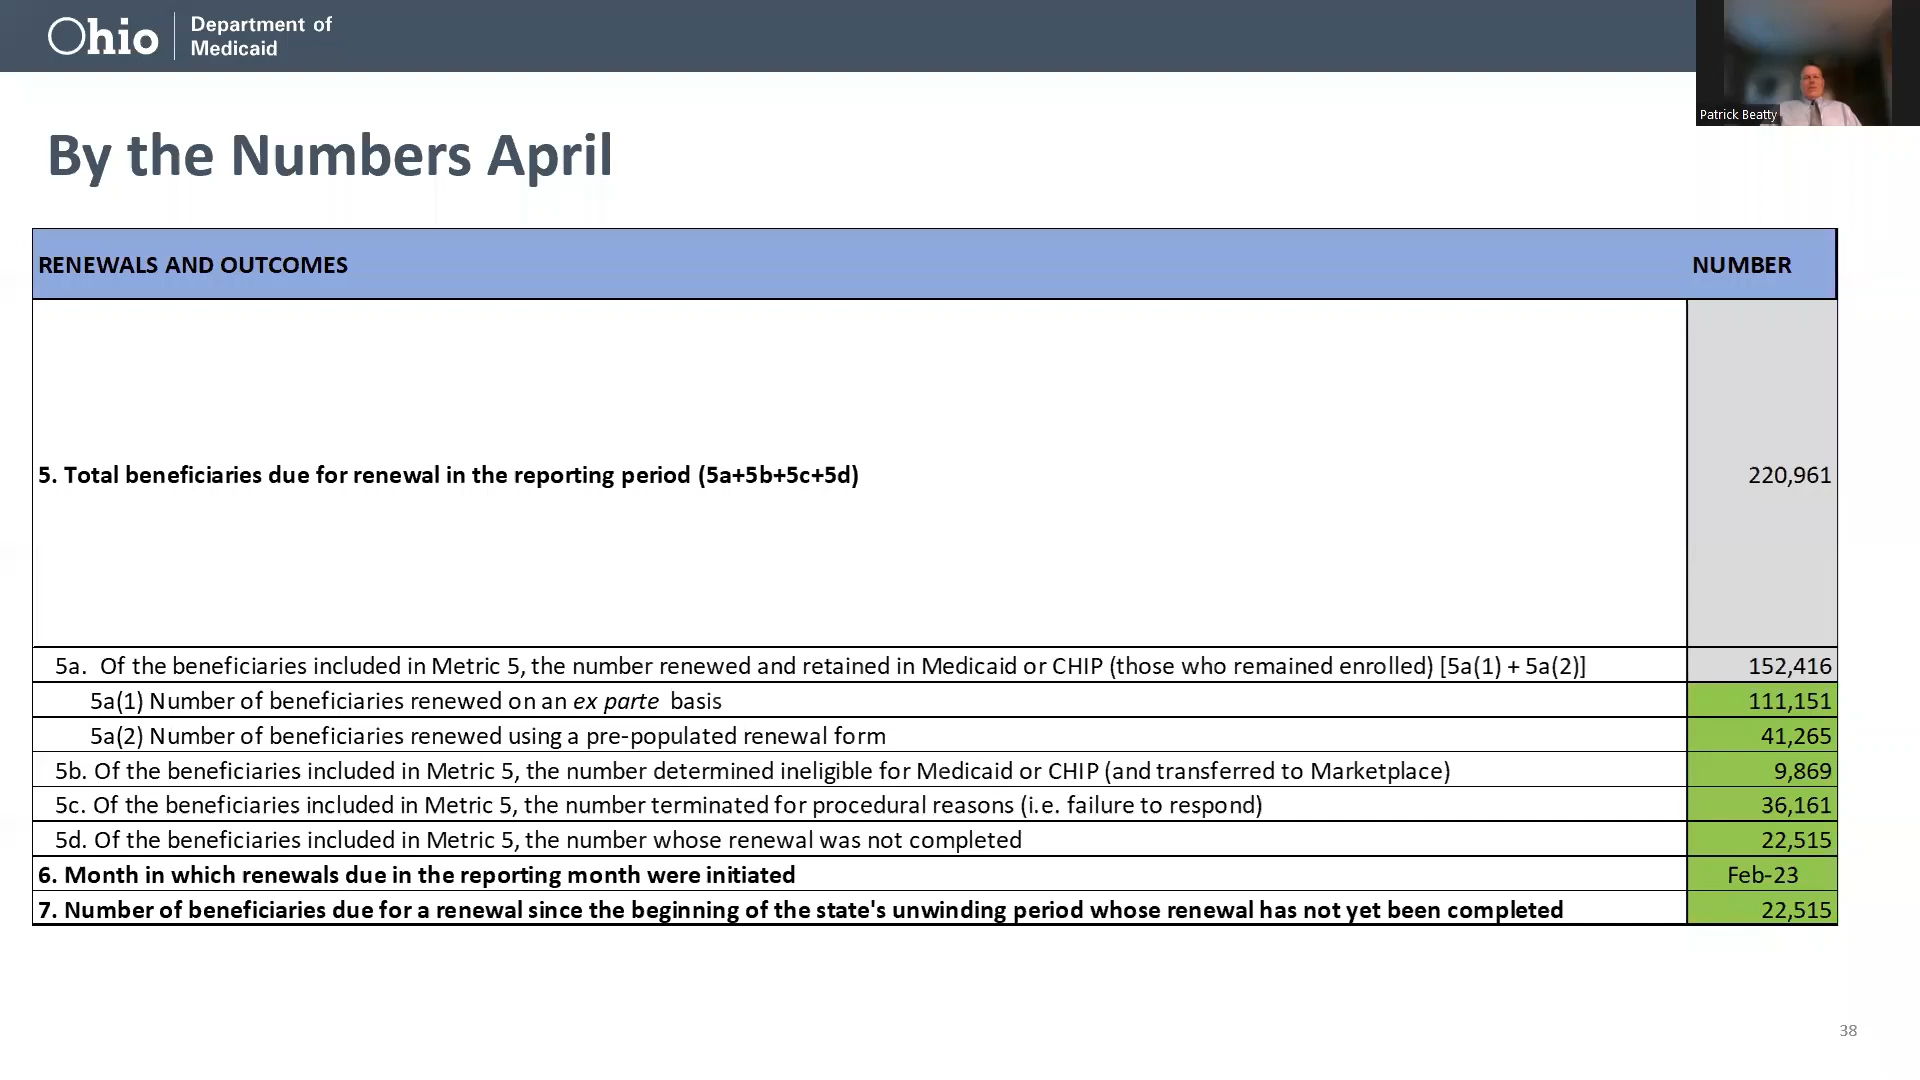 Ohio
Department of
Medicaid
Patrick Beatty
By the Numbers April
RENEWALS AND OUTCOMES NUMBER
5. Total beneficiaries due for renewal in the reporting period (5a+5b+5c+5d) 220,961
5a. Of the beneficiaries included in Metric 5, the number renewed and retained in Medicaid or CHIP (those who remained enrolled) [5a(1) + 5a(2)] 152,416
5a(1) Number of beneficiaries renewed on an ex parte basis 111,151
5a(2) Number of beneficiaries renewed using a pre-populated renewal form 41,265
5b. Of the beneficiaries included in Metric 5, the number determined ineligible for Medicaid or CHIP (and transferred to Marketplace) 9,869
5c. Of the beneficiaries included in Metric 5, the number terminated for procedural reasons (i.e. failure to respond) 36,161
5d. Of the beneficiaries included in Metric 5, the number whose renewal was not completed 22,515
6. Month in which renewals due in the reporting month were initiated Feb-23
7. Number of beneficiaries due for a renewal since the beginning of the state's unwinding period whose renewal has not yet been completed 22,515
38